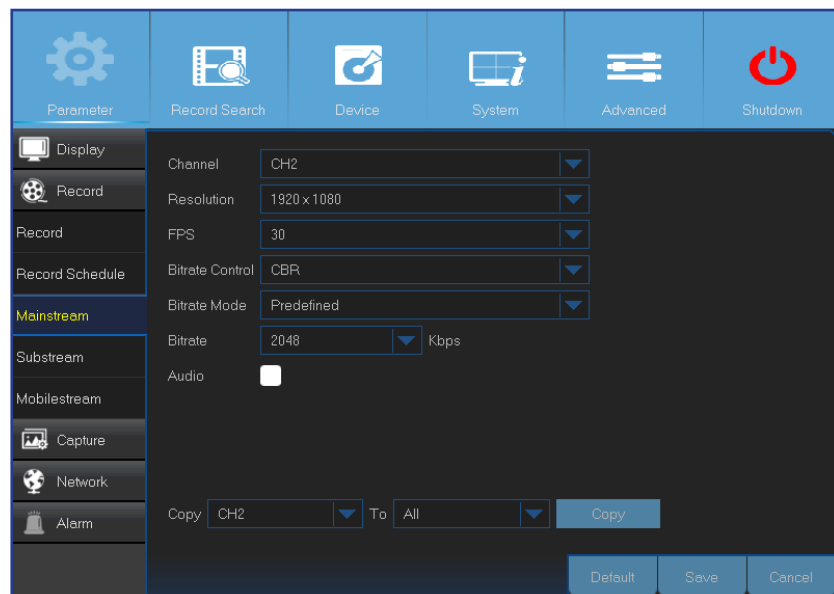 Parameter
Record Search
Device
System
Advanced
Shutdown
Display
Record
Record
Record Schedule
Mainstream
Substream
Mobilestream
Capture
Network
Alarm
Channel CH2
Resolution 1920 x 1080
FPS 30
Bitrate Control CBR
Bitrate Mode Predefined
Bitrate 2048 Kbps
Audio
Copy CH2 To All Copy
Default Save Cancel